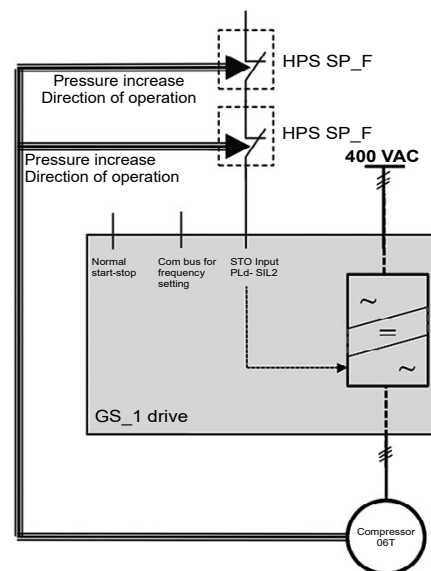 HPS SP_F
Pressure increase
Direction of operation
HPS SP_F
Pressure increase
Direction of operation
400 VAC
Normal
start-stop
Com bus for
frequency
setting
STO Input
PLd- SIL2
~
=
~
GS_1 drive
Compressor
06T